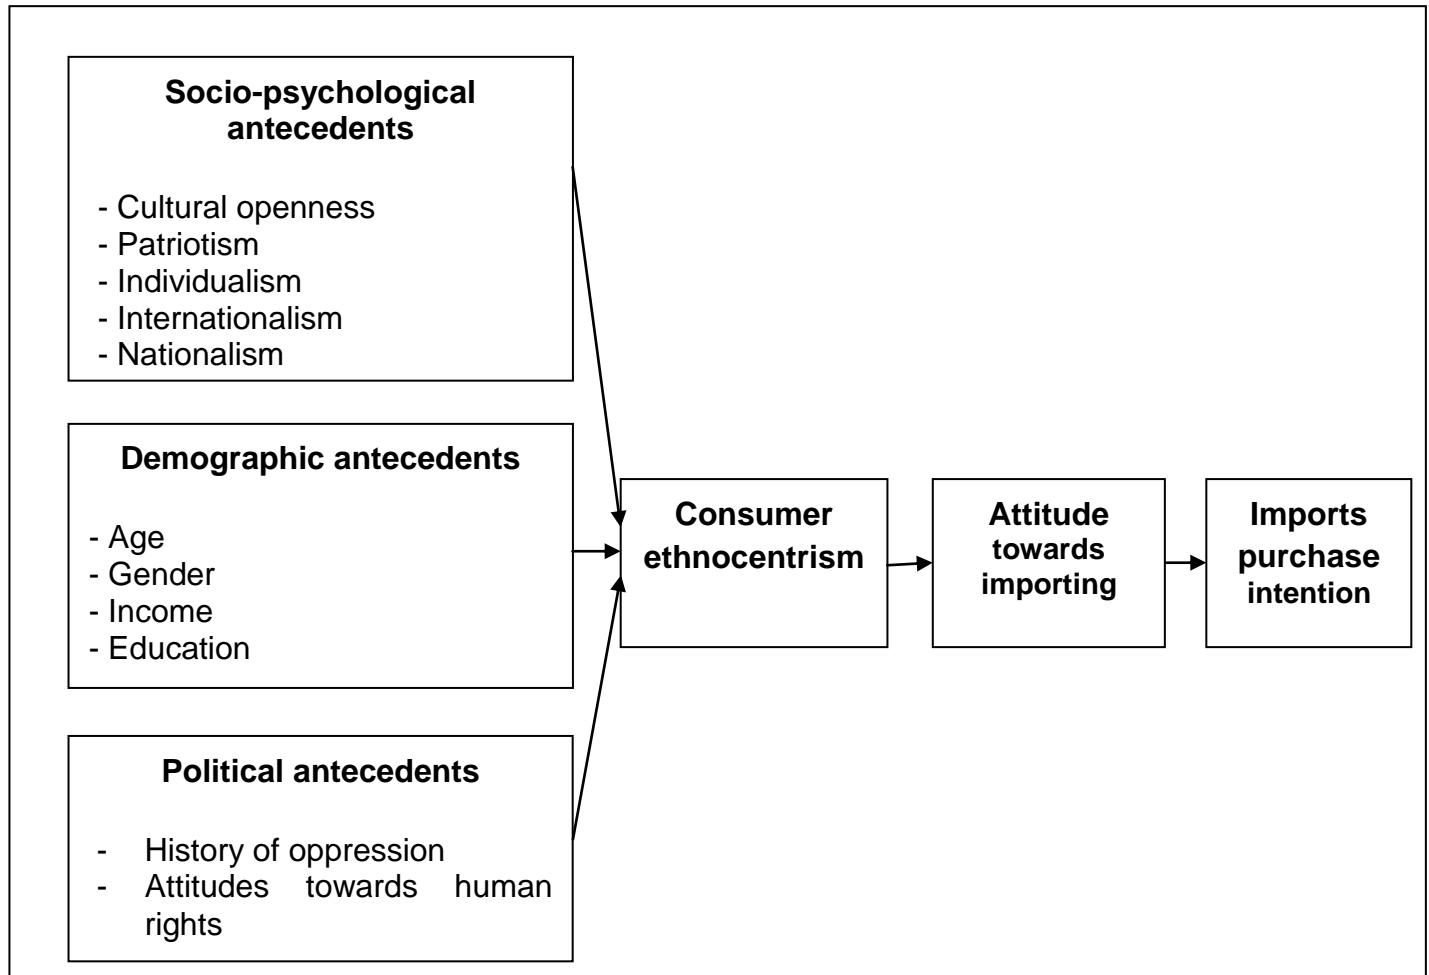 Socio-psychological
antecedents
- Cultural openness
- Patriotism
- Individualism
- Internationalism
- Nationalism
Demographic antecedents
- Age
- Gender
- Income
- Education
Political antecedents
- History of oppression
- Attitudes towards human
rights
Consumer
ethnocentrism
Attitude
towards
importing
Imports
purchase
intention